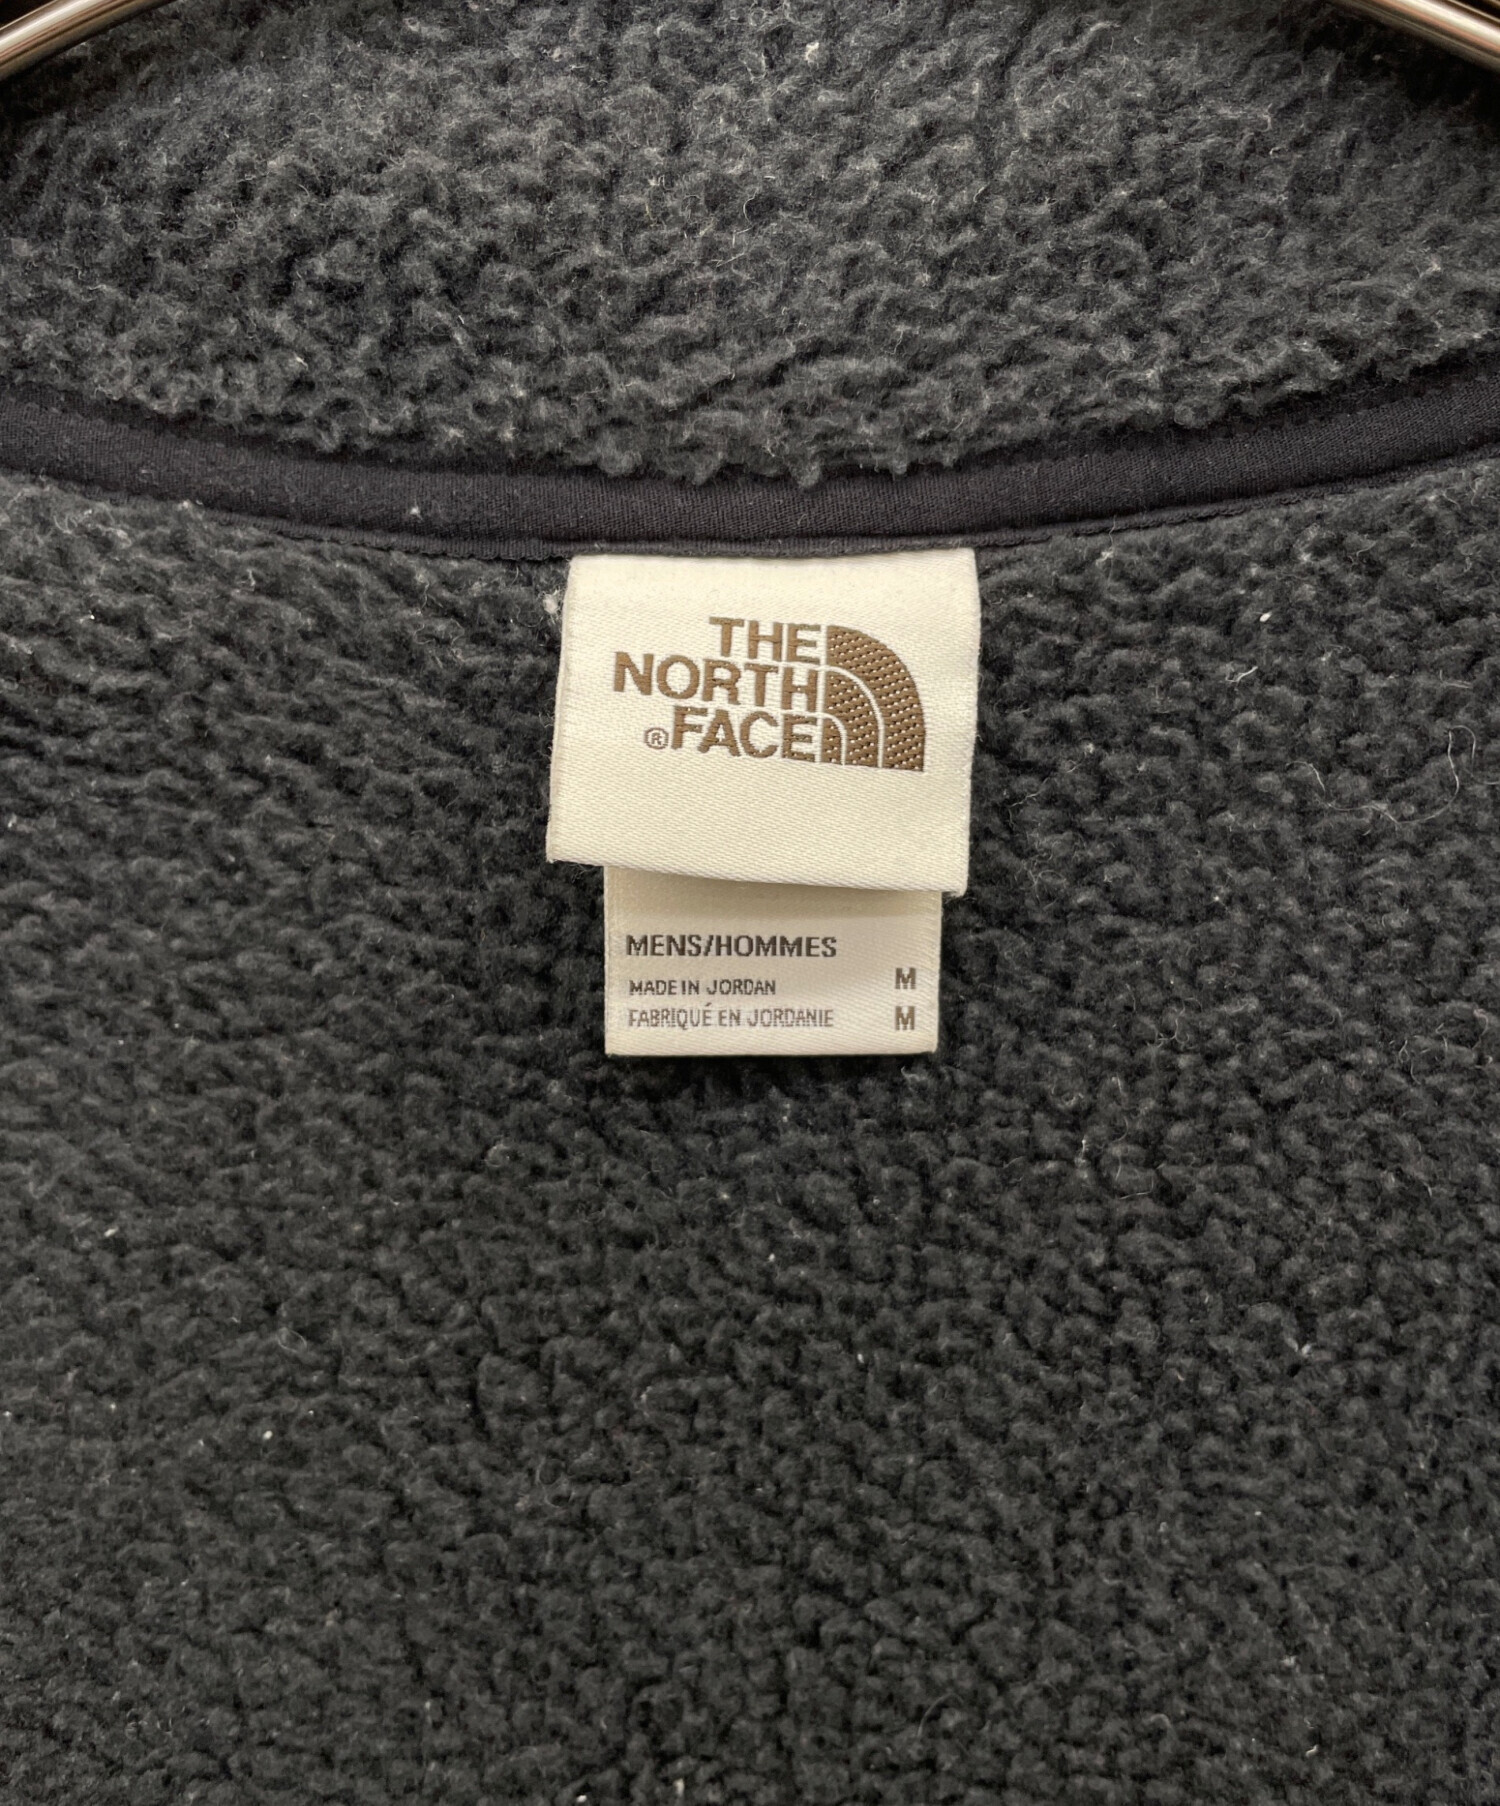 THE
NORTH
®FACE
MENS/HOMMES
MADE IN JORDAN M
FABRIQUÉ EN JORDANIE M